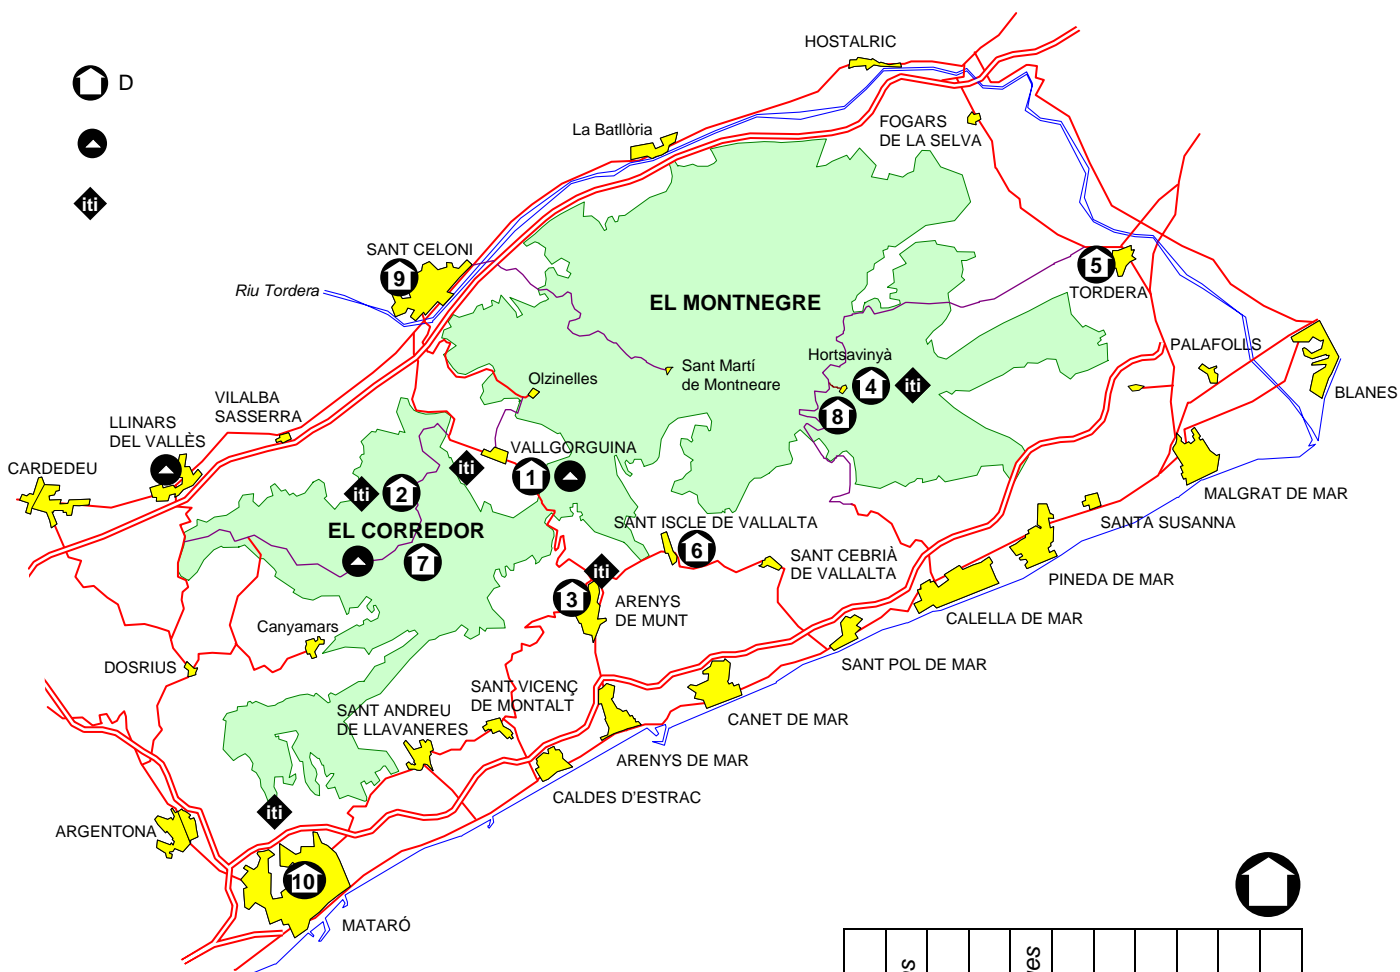 D
iti
HOSTALRIC
La Batllòria
FOGARS
DE LA SELVA
SANT CELONI
9
Riu Tordera
EL MONTNEGRE
5
TORDERA
Hortsavinyà
4
iti
8
Sant Martí
de Montnegre
PALAFOLLS
BLANES
Olzinelles
VILALBA
SASSERRA
LLINARS
DEL VALLÈS
CARDEDEU
VALLGORGUINA
iti
1
iti
2
EL CORREDOR
7
MALGRAT DE MAR
SANTA SUSANNA
SANT ISCLE DE VALLALTA
6
SANT CEBRIÀ
DE VALLALTA
PINEDA DE MAR
iti
3
ARENYS
DE MUNT
CALELLA DE MAR
Canyamars
DOSRIUS
SANT POL DE MAR
SANT VICENÇ
DE MONTALT
SANT ANDREU
DE LLAVANERES
CANET DE MAR
ARENYS DE MAR
CALDES D'ESTRAC
iti
ARGENTONA
10
MATARÓ